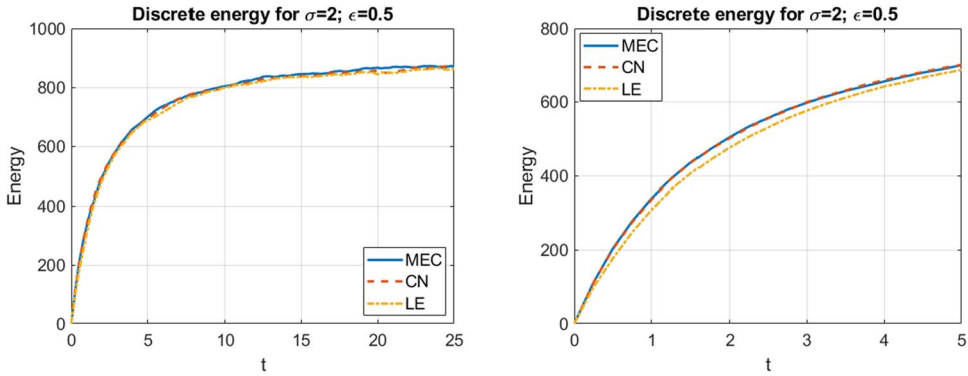 Discrete energy for σ=2; ϵ=0.5
1000
800
600
400
200
0
Energy
0 5 10 15 20 25
t
MEC
CN
LE
Discrete energy for σ=2; ϵ=0.5
800
600
400
200
0
Energy
0 1 2 3 4 5
t
MEC
CN
LE